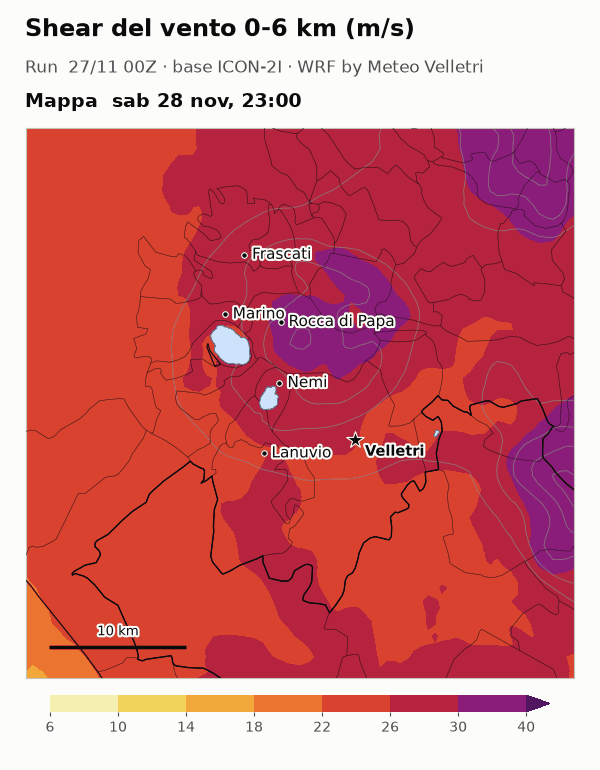 Shear del vento 0-6 km (m/s)
Run  27/11 00Z · base ICON-2I · WRF by Meteo Velletri
Mappa  sab 28 nov, 23:00
Frascati
Marino
Rocca di Papa
Nemi
Velletri
Lanuvio
10 km
6 10 14 18 22 26 30 40